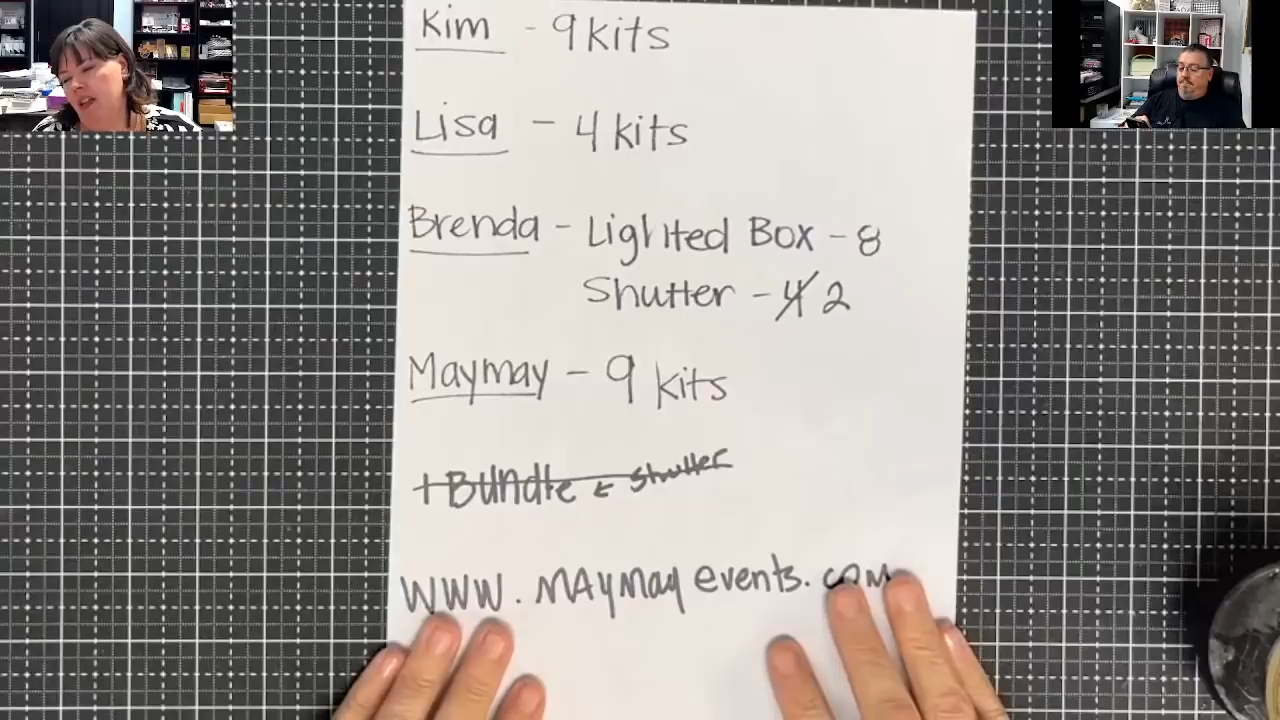 Kim - 9 kits
Lisa - 4 kits
Brenda - Lighted Box - 8
Shutter - 4 2
Maymay - 9 kits
1 Bundle ← Shutter
www.maymayevents.com